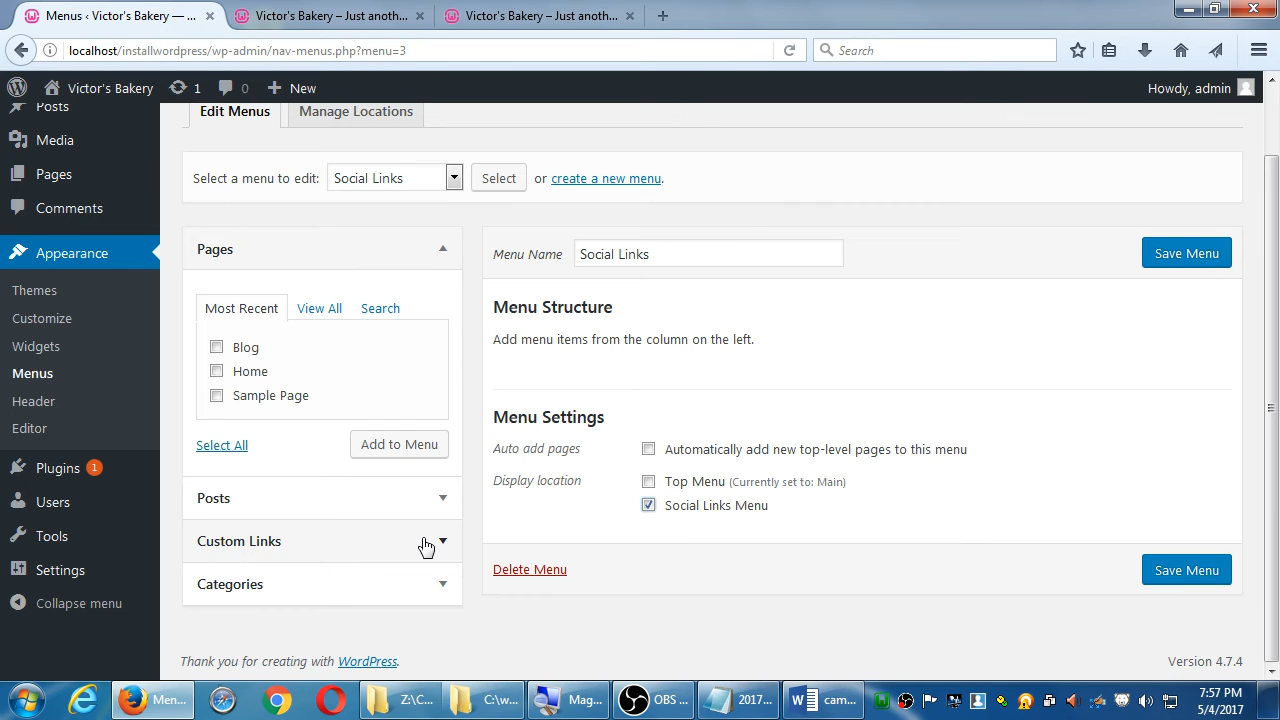 Menus ‹ Victor's Bakery — ...
Victor's Bakery – Just anoth...
Victor's Bakery – Just anoth...
localhost/installwordpress/wp-admin/nav-menus.php?menu=3
Search
Victor's Bakery
1
0
New
Howdy, admin
Posts
Media
Pages
Comments
Appearance
Themes
Customize
Widgets
Menus
Header
Editor
Plugins 1
Users
Tools
Settings
Collapse menu
Edit Menus
Manage Locations
Select a menu to edit: Social Links Select or create a new menu.
Pages
Most Recent View All Search
Blog
Home
Sample Page
Select All Add to Menu
Posts
Custom Links
Categories
Menu Name Social Links Save Menu
Menu Structure
Add menu items from the column on the left.
Menu Settings
Auto add pages Automatically add new top-level pages to this menu
Display location Top Menu (Currently set to: Main)
Social Links Menu
Delete Menu Save Menu
Thank you for creating with WordPress.
Version 4.7.4
Men...
Z:\C...
C:\w...
Mag...
OBS ...
2017...
cam...
7:57 PM
5/4/2017